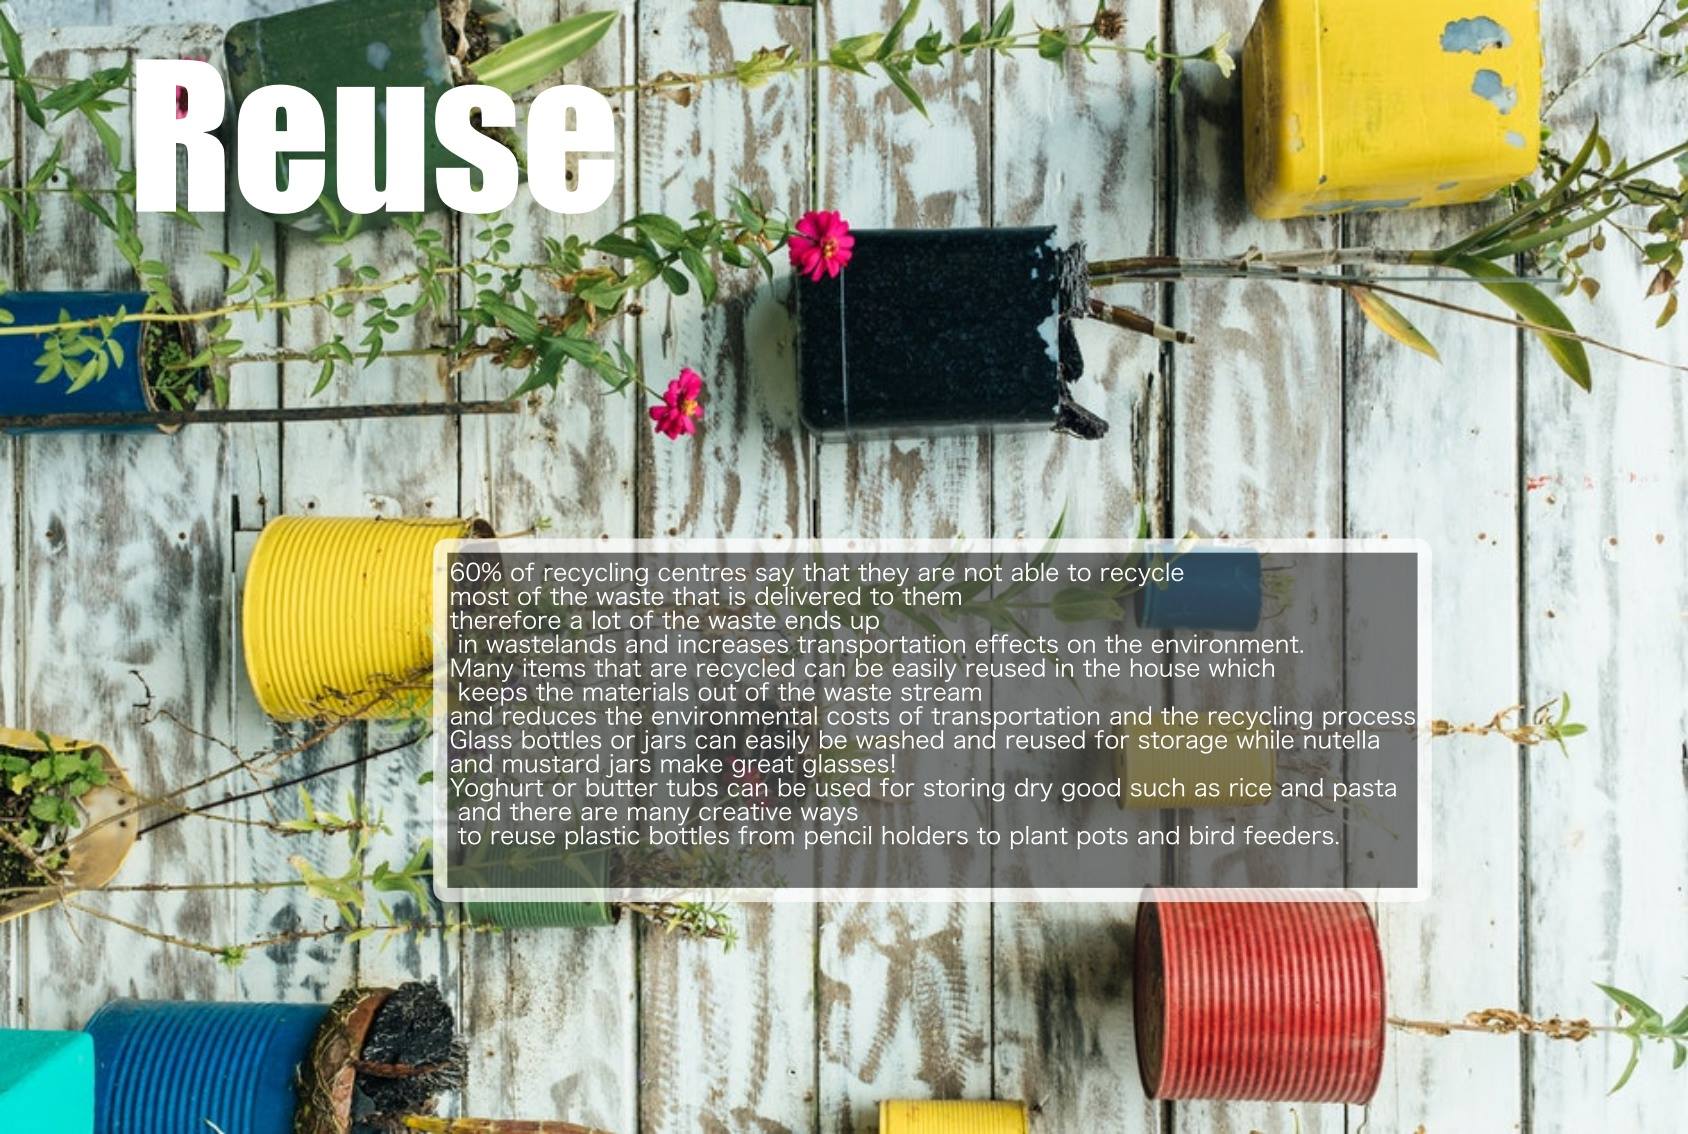 Reuse
60% of recycling centres say that they are not able to recycle
most of the waste that is delivered to them
therefore a lot of the waste ends up
in wastelands and increases transportation effects on the environment.
Many items that are recycled can be easily reused in the house which
keeps the materials out of the waste stream
and reduces the environmental costs of transportation and the recycling process
Glass bottles or jars can easily be washed and reused for storage while nutella
and mustard jars make great glasses!
Yoghurt or butter tubs can be used for storing dry good such as rice and pasta
and there are many creative ways
to reuse plastic bottles from pencil holders to plant pots and bird feeders.